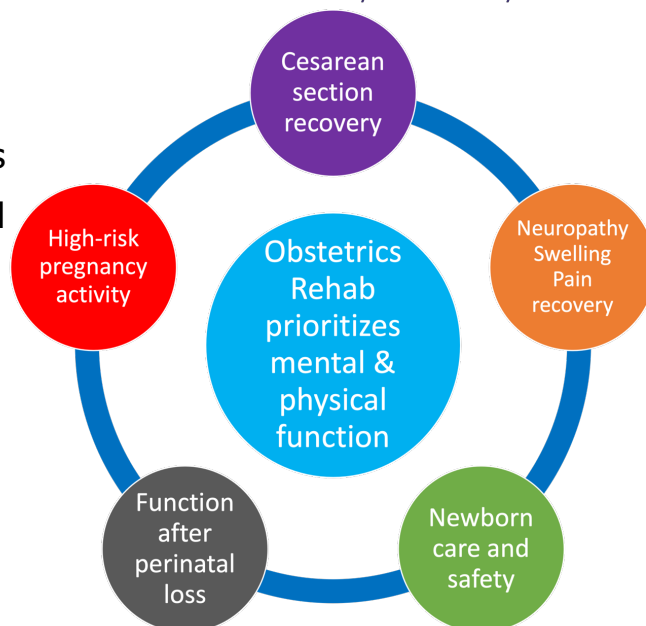 Cesarean
section
recovery
High-risk
pregnancy
activity
Obstetrics
Rehab
prioritizes
mental &
physical
function
Neuropathy
Swelling
Pain
recovery
Function
after
perinatal
loss
Newborn
care and
safety